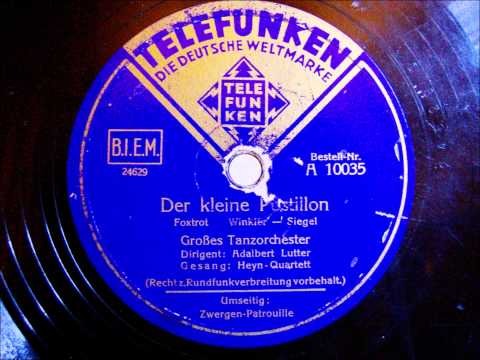 TELEFUNKEN
DIE DEUTSCHE WELTMARKE
TELE
FUN
KEN
B.I.E.M.
24629
Bestell-Nr.
A 10035
Der kleine Postillon
Foxtrot Winkler — Siegel
Großes Tanzorchester
Dirigent: Adalbert Lutter
Gesang: Heyn-Quartett
(Recht z. Rundfunkverbreitung vorbehalt.)
Umseitig:
Zwergen-Patrouille